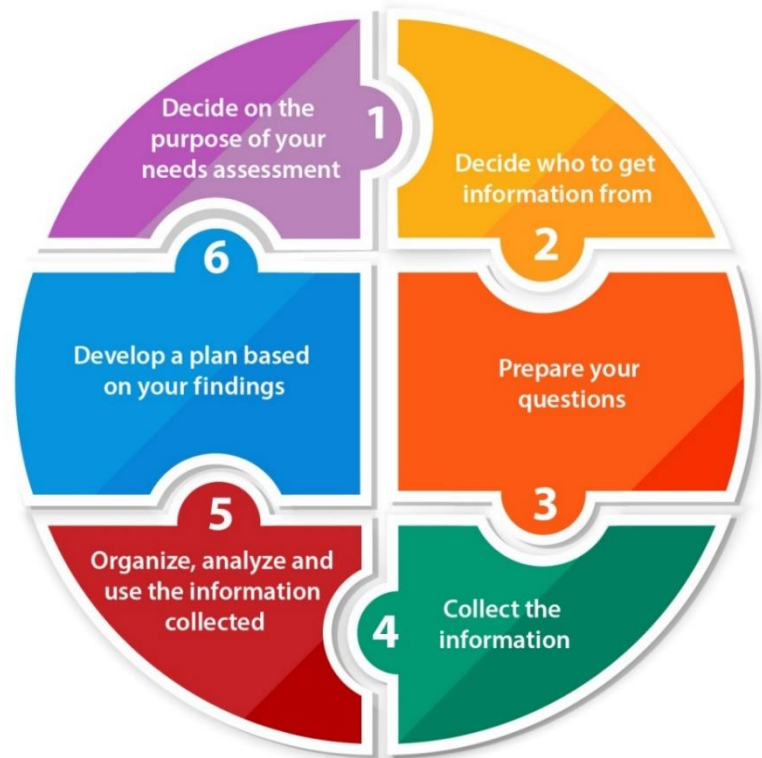 Decide on the
purpose of your
needs assessment
1
Decide who to get
information from
2
Prepare your
questions
3
Collect the
information
4
Organize, analyze and
use the information
collected
5
Develop a plan based
on your findings
6